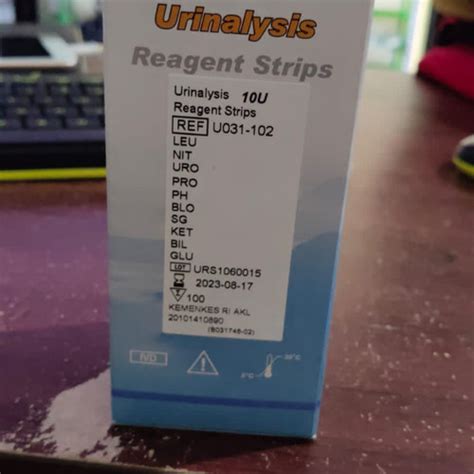 Urinalysis
Reagent Strips
Urinalysis 10U
Reagent Strips
REF U031-102
LEU
NIT
URO
PRO
PH
BLO
SG
KET
BIL
GLU
LOT URS1060015
2023-08-17
100
KEMENKES RI AKL
20101410890
(B031746-02)
IVD
2°C
30°C